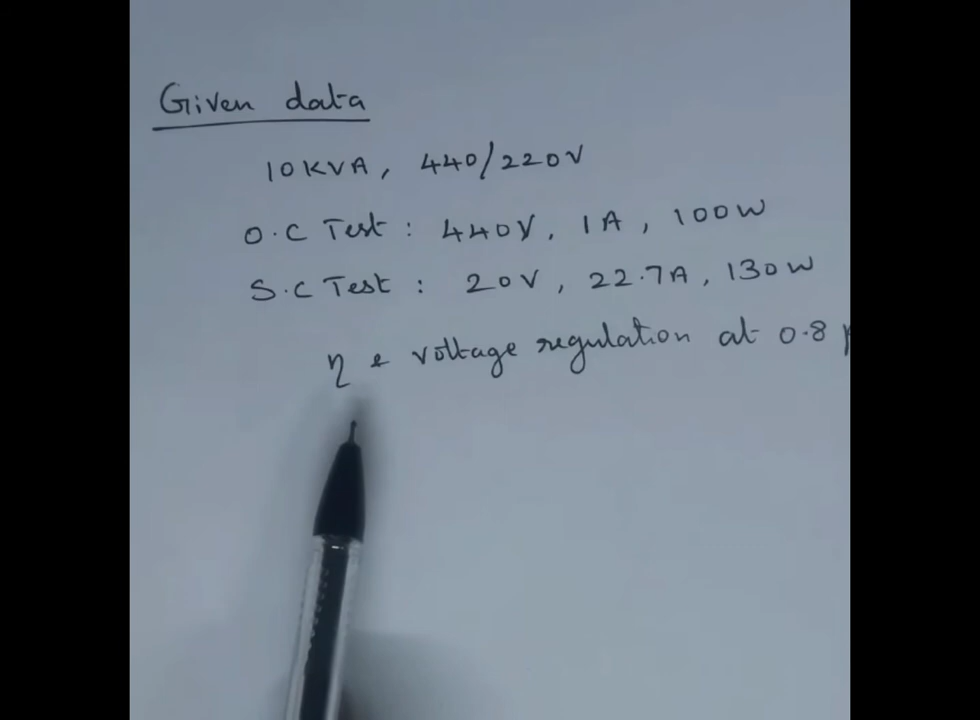 Given data
10KVA, 440/220V
O.C Test : 440V, 1A, 100W
S.C Test : 20V, 22.7A, 130W
η & voltage regulation at 0.8